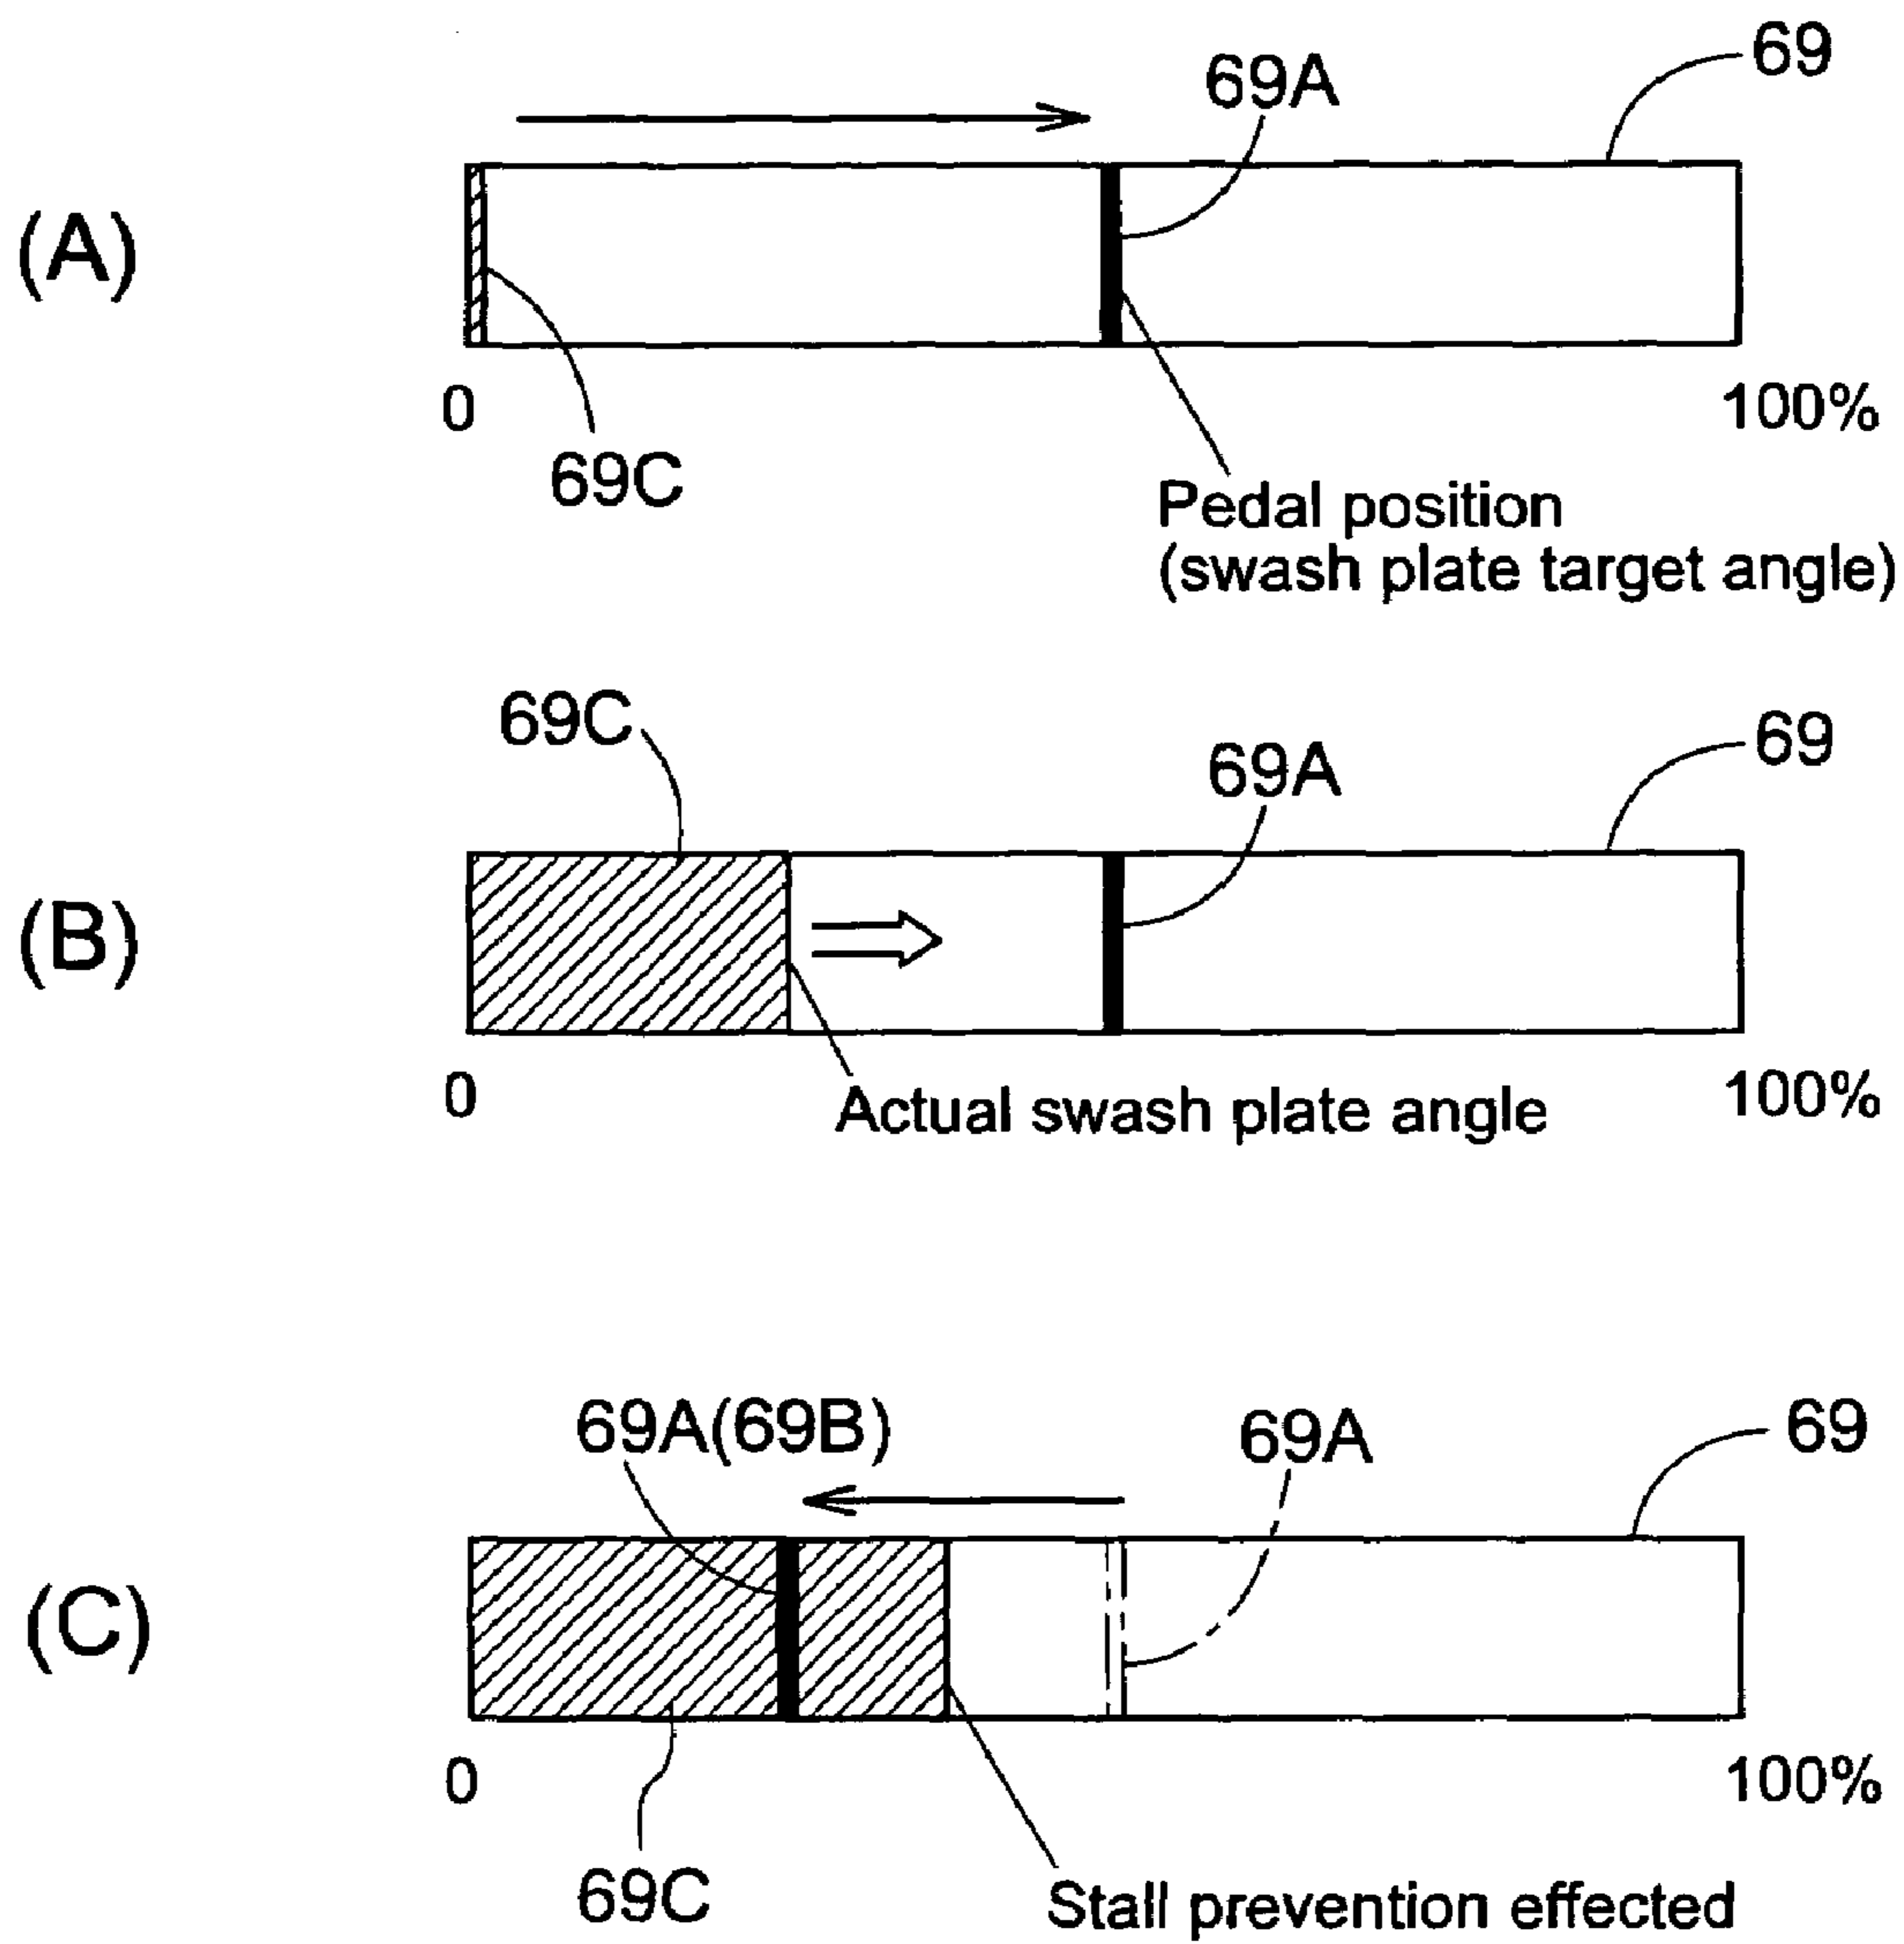 69
69A
(A)
0
100%
69C
Pedal position
(swash plate target angle)
69C
69A
69
(B)
0
100%
Actual swash plate angle
69A(69B)
69A
69
(C)
0
100%
69C
Stall prevention effected